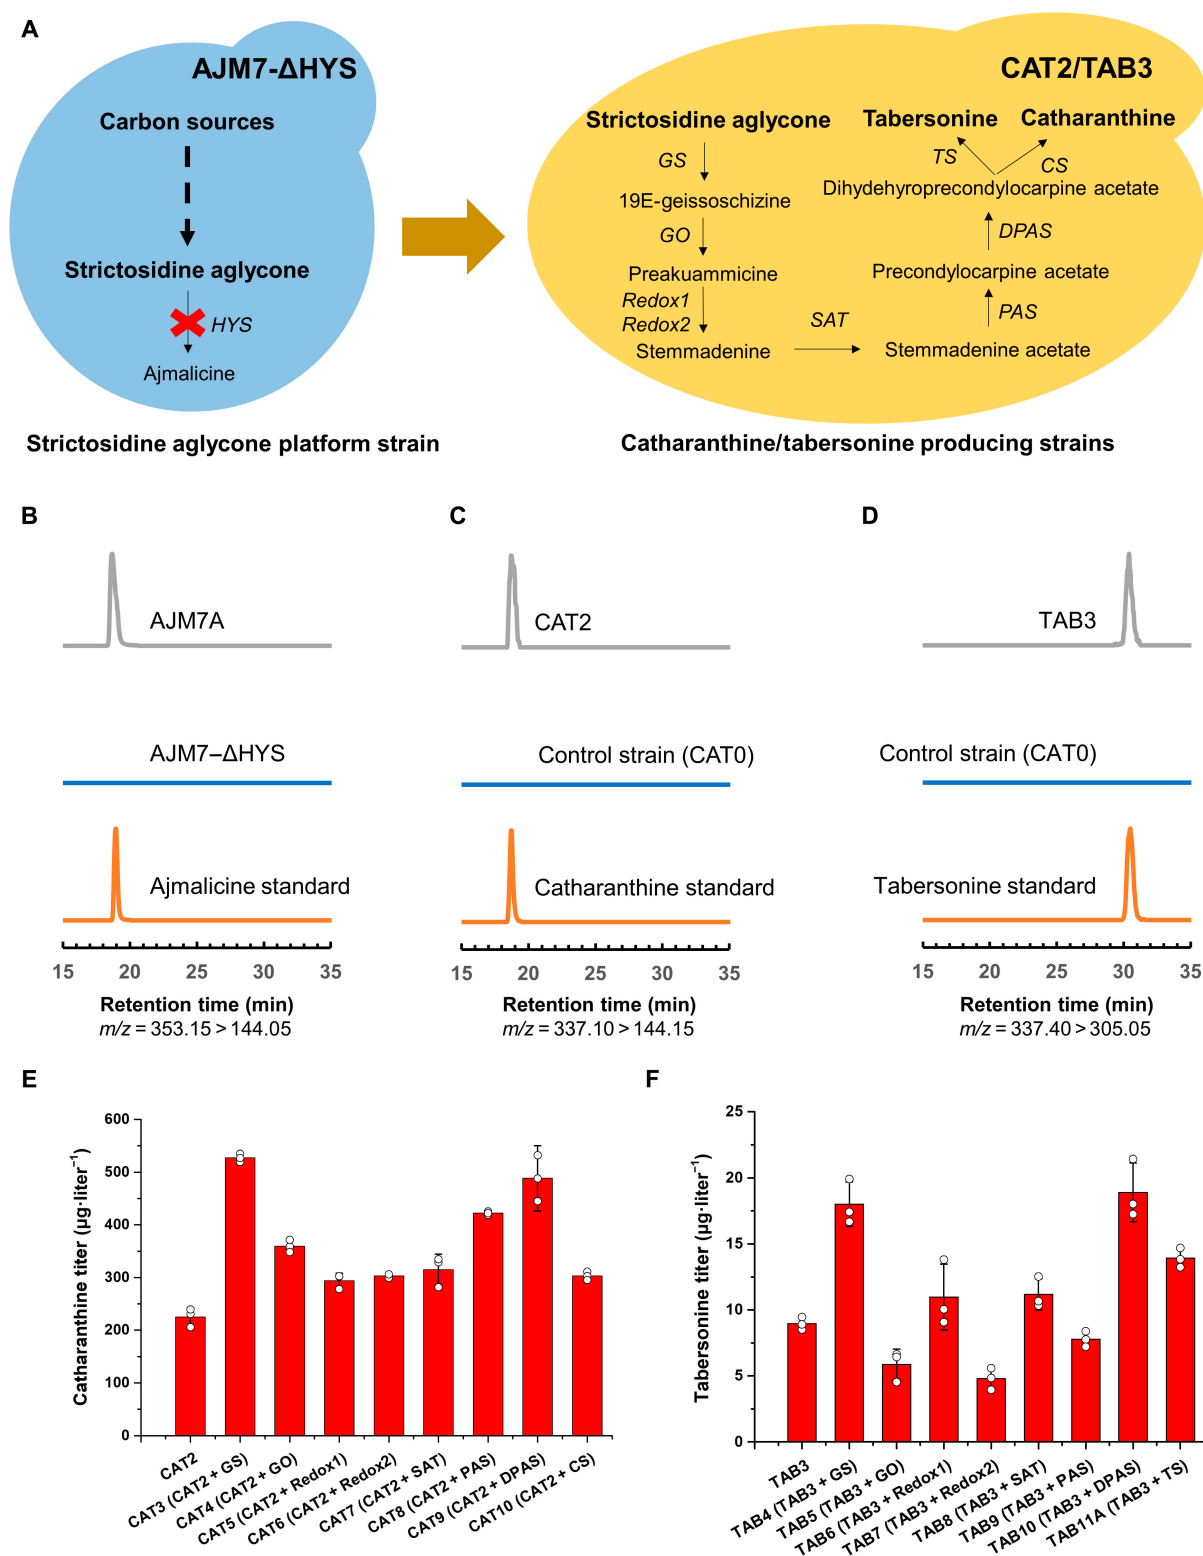 A
AJM7-ΔHYS
Carbon sources
Strictosidine aglycone
HYS
Ajmalicine
Strictosidine aglycone platform strain
CAT2/TAB3
Strictosidine aglycone
Tabersonine
Catharanthine
GS
TS
CS
19E-geissoschizine
Dihydehyroprecondylocarpine acetate
GO
DPAS
Preakuammicine
Precondylocarpine acetate
Redox1
Redox2
SAT
PAS
Stemmadenine
Stemmadenine acetate
Catharanthine/tabersonine producing strains
B
AJM7A
AJM7–ΔHYS
Ajmalicine standard
15 20 25 30 35
Retention time (min)
m/z = 353.15 > 144.05
C
CAT2
Control strain (CAT0)
Catharanthine standard
15 20 25 30 35
Retention time (min)
m/z = 337.10 > 144.15
D
TAB3
Control strain (CAT0)
Tabersonine standard
15 20 25 30 35
Retention time (min)
m/z = 337.40 > 305.05
E
Catharanthine titer (µg·liter⁻¹)
600
500
400
300
200
100
0
CAT2
CAT3 (CAT2 + GS)
CAT4 (CAT2 + GO)
CAT5 (CAT2 + Redox1)
CAT6 (CAT2 + Redox2)
CAT7 (CAT2 + SAT)
CAT8 (CAT2 + PAS)
CAT9 (CAT2 + DPAS)
CAT10 (CAT2 + CS)
F
Tabersonine titer (µg·liter⁻¹)
25
20
15
10
5
0
TAB3
TAB4 (TAB3 + GS)
TAB5 (TAB3 + GO)
TAB6 (TAB3 + Redox1)
TAB7 (TAB3 + Redox2)
TAB8 (TAB3 + SAT)
TAB9 (TAB3 + PAS)
TAB10 (TAB3 + DPAS)
TAB11A (TAB3 + TS)